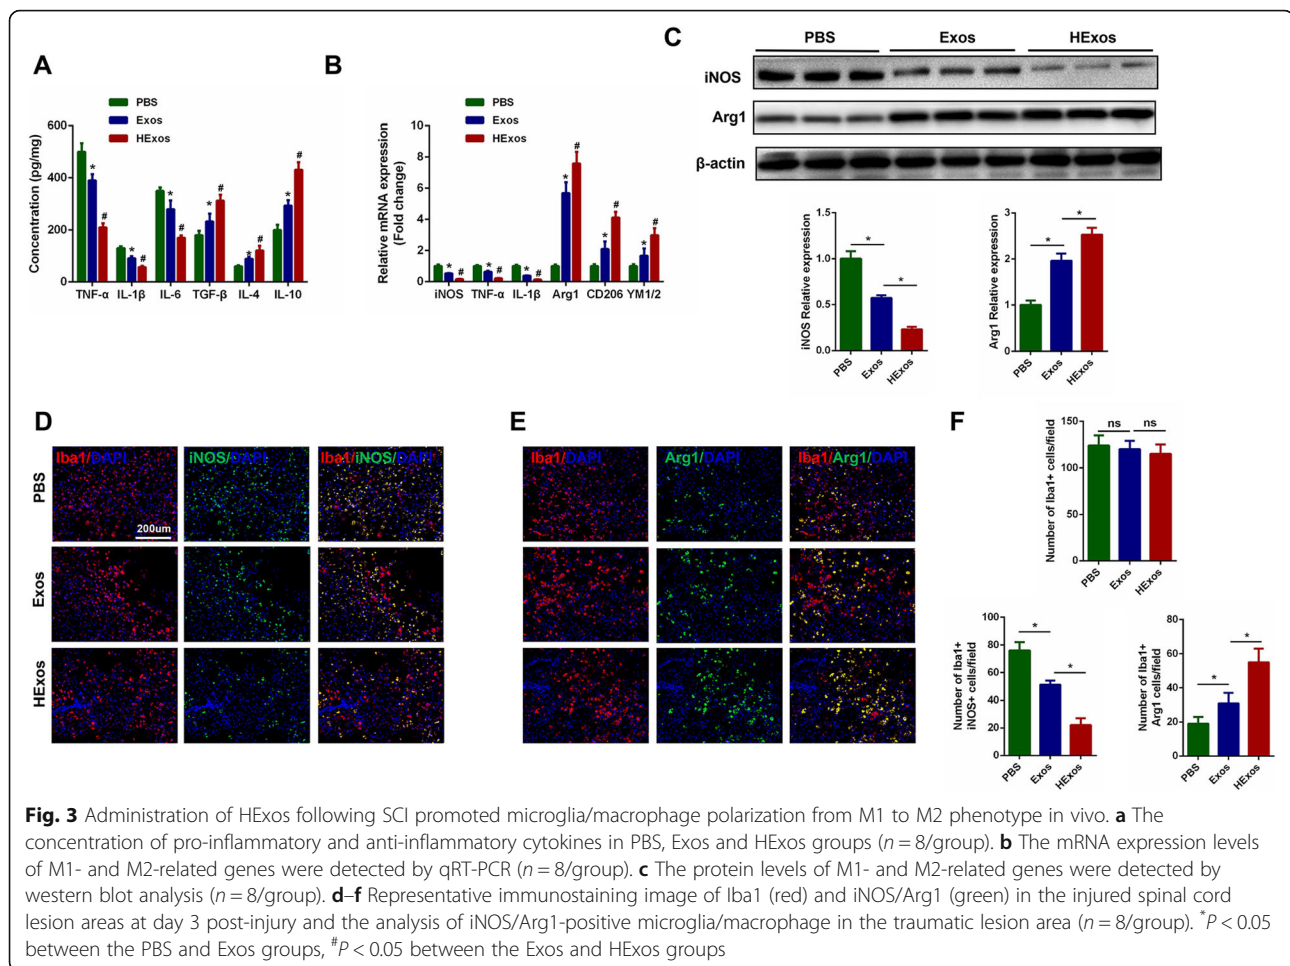 A
PBS
Exos
HExos
Concentration (pg/mg)
600
400
200
0
TNF-α IL-1β IL-6 TGF-β IL-4 IL-10
* # * # * # * # * # * #
B
PBS
Exos
HExos
Relative mRNA expression
(Fold change)
10
8
6
4
2
0
iNOS TNF-α IL-1β Arg1 CD206 YM1/2
* # * # * # * # * # * #
C
PBS Exos HExos
iNOS
Arg1
β-actin
iNOS Relative expression
1.5
1.0
0.5
0.0
* *
PBS Exos HExos
Arg1 Relative expression
3
2
1
0
* *
PBS Exos HExos
D
Iba1/DAPI iNOS/DAPI Iba1/iNOS/DAPI
PBS
200um
Exos
HExos
E
Iba1/DAPI Arg1/DAPI Iba1/Arg1/DAPI
F
Number of Iba1+ cells/field
150
100
50
0
ns ns
PBS Exos HExos
Number of Iba1+
iNOS+ cells/field
100
80
60
40
20
0
* *
PBS Exos HExos
Number of Iba1+
Arg1 cells/field
80
60
40
20
0
* *
PBS Exos HExos
Fig. 3 Administration of HExos following SCI promoted microglia/macrophage polarization from M1 to M2 phenotype in vivo. a The
concentration of pro-inflammatory and anti-inflammatory cytokines in PBS, Exos and HExos groups (n = 8/group). b The mRNA expression levels
of M1- and M2-related genes were detected by qRT-PCR (n = 8/group). c The protein levels of M1- and M2-related genes were detected by
western blot analysis (n = 8/group). d–f Representative immunostaining image of Iba1 (red) and iNOS/Arg1 (green) in the injured spinal cord
lesion areas at day 3 post-injury and the analysis of iNOS/Arg1-positive microglia/macrophage in the traumatic lesion area (n = 8/group). *P < 0.05
between the PBS and Exos groups, #P < 0.05 between the Exos and HExos groups